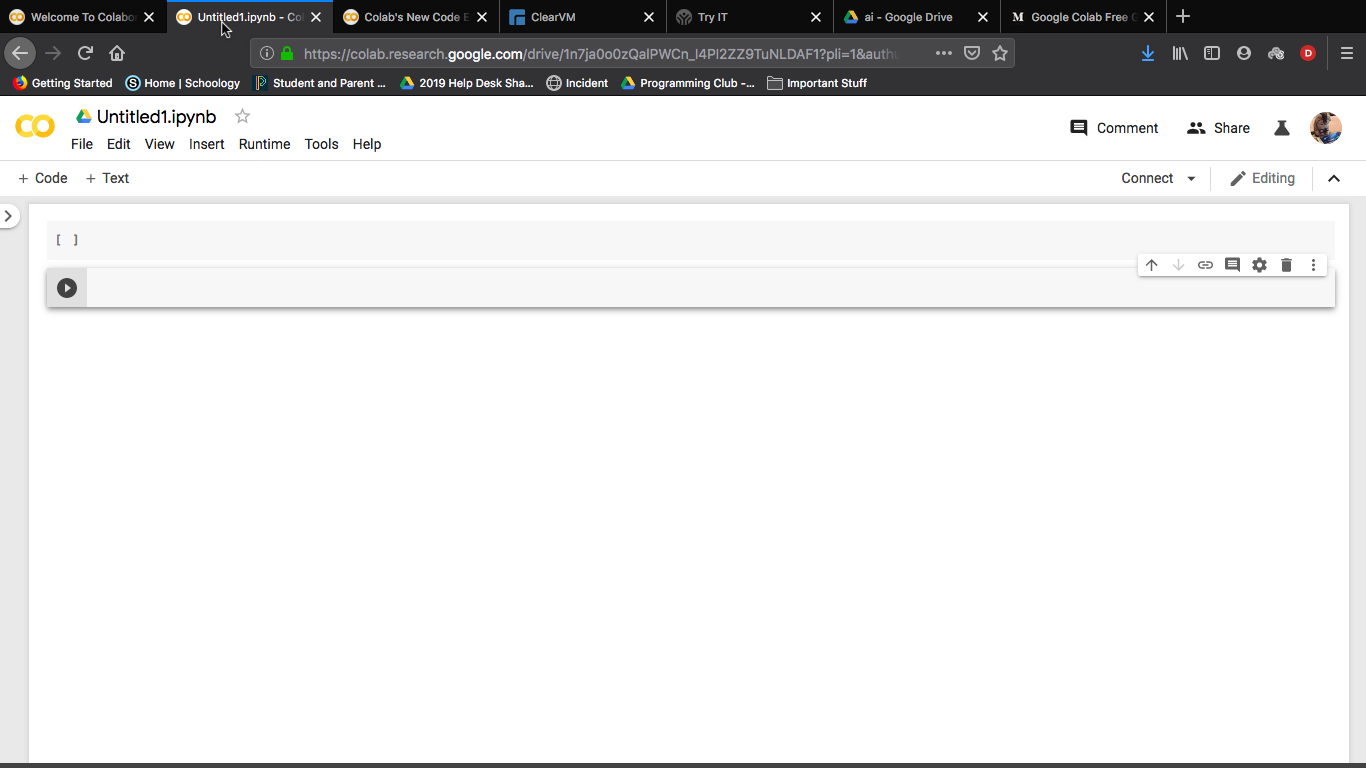 Welcome To Colabor
Untitled1.ipynb - Col
Colab's New Code E
ClearVM
Try IT
ai - Google Drive
M Google Colab Free G
https://colab.research.google.com/drive/1n7ja0o0zQalPWCn_I4PI2ZZ9TuNLDAF1?pli=1&authu
D
Getting Started
S Home | Schoology
Student and Parent ...
2019 Help Desk Sha...
Incident
Programming Club -...
Important Stuff
CO Untitled1.ipynb
File Edit View Insert Runtime Tools Help
Comment
Share
+ Code + Text
Connect
Editing
[ ]